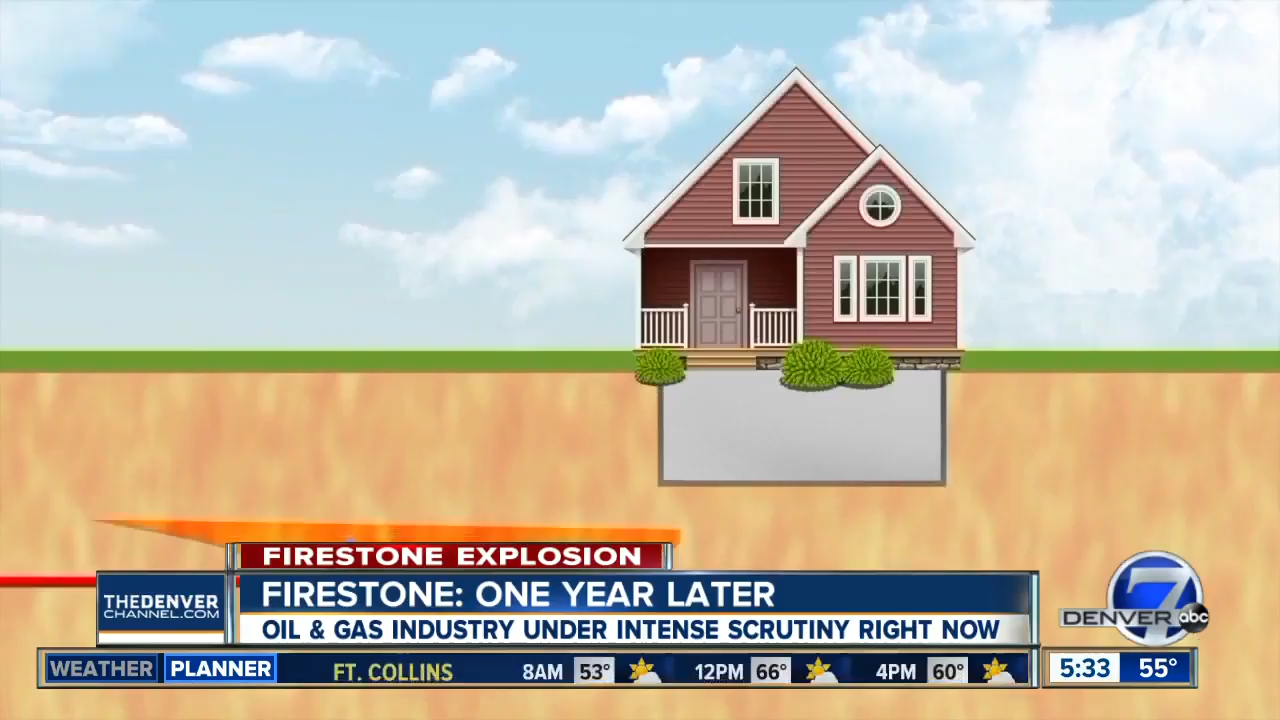 FIRESTONE EXPLOSION
THEDENVER
CHANNEL.COM
FIRESTONE: ONE YEAR LATER
OIL & GAS INDUSTRY UNDER INTENSE SCRUTINY RIGHT NOW
DENVER 7 abc
WEATHER PLANNER FT. COLLINS 8AM 53° 12PM 66° 4PM 60° 5:33 55°